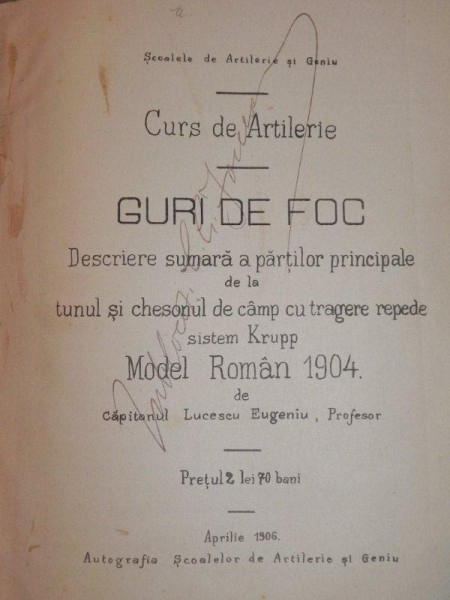 Școalele de Artilerie și Geniu
Curs de Artilerie
GURI DE FOC
Descriere sumară a părților principale
de la
tunul și chesonul de câmp cu tragere repede
sistem Krupp
Model Român 1904.
de
Căpitanul Lucescu Eugeniu, Profesor
Prețul 2 lei 70 bani
Aprilie 1906.
Autografia Școalelor de Artilerie și Geniu